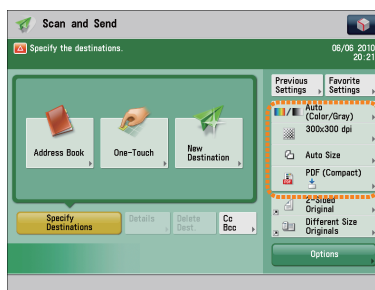 Scan and Send
Specify the destinations.
06/06 2010
20:21
Previous
Settings
Favorite
Settings
Auto
(Color/Gray)
300x300 dpi
Auto Size
PDF (Compact)
2-Sided
Original
Different Size
Originals
Options
Address Book
One-Touch
New
Destination
Specify
Destinations
Details
Delete
Dest.
Cc
Bcc